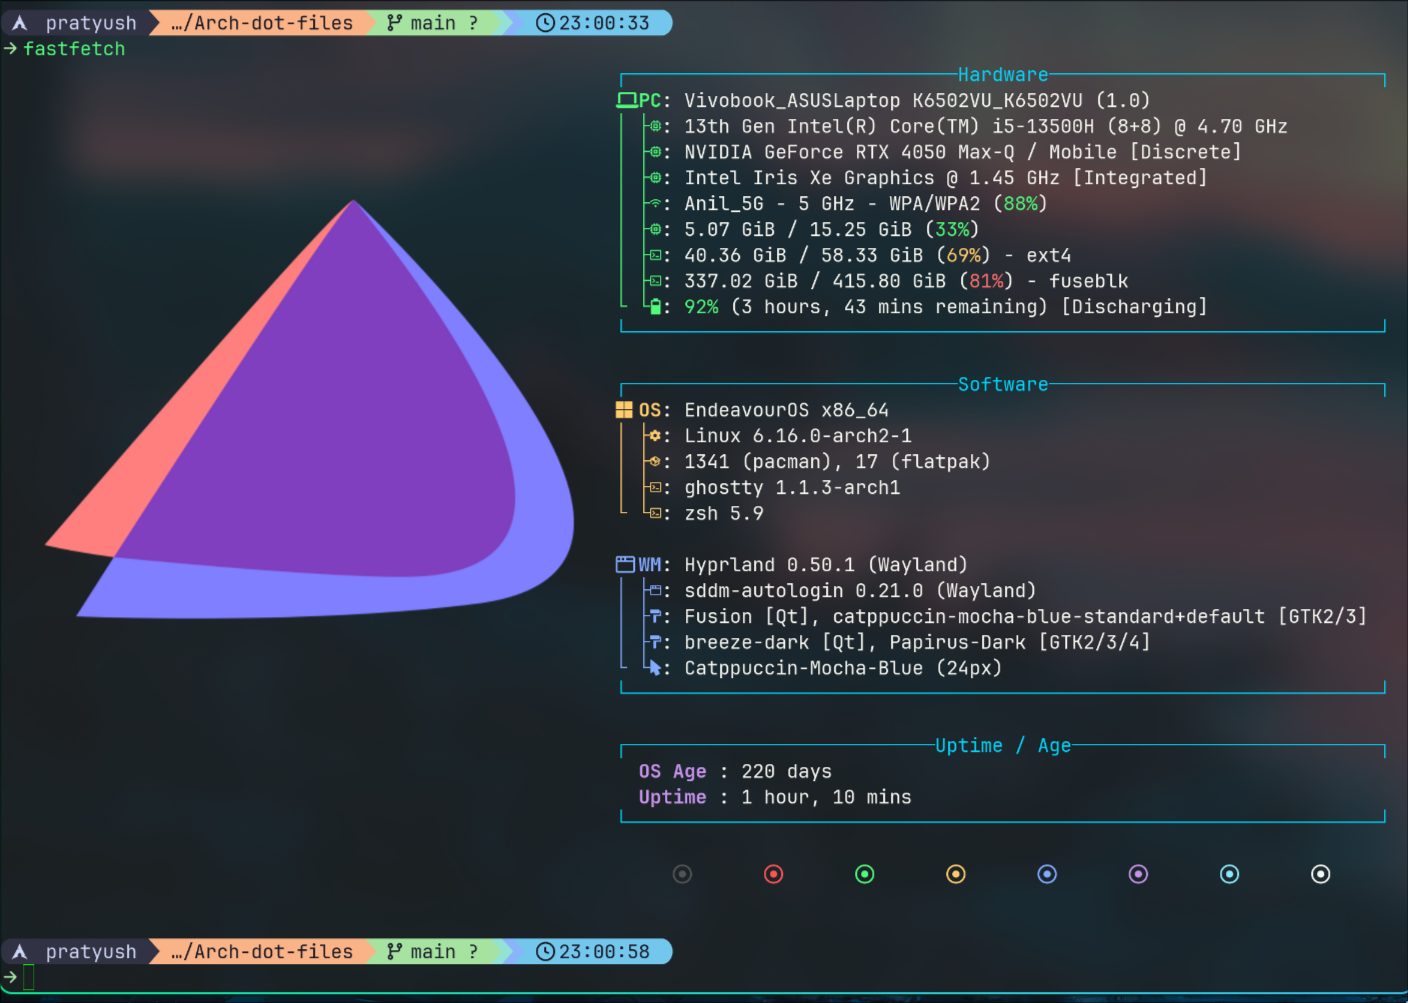 pratyush …/Arch-dot-files main ? 23:00:33
→ fastfetch
Hardware
PC: Vivobook_ASUSLaptop K6502VU_K6502VU (1.0)
: 13th Gen Intel(R) Core(TM) i5-13500H (8+8) @ 4.70 GHz
: NVIDIA GeForce RTX 4050 Max-Q / Mobile [Discrete]
: Intel Iris Xe Graphics @ 1.45 GHz [Integrated]
: Anil_5G - 5 GHz - WPA/WPA2 (88%)
: 5.07 GiB / 15.25 GiB (33%)
: 40.36 GiB / 58.33 GiB (69%) - ext4
: 337.02 GiB / 415.80 GiB (81%) - fuseblk
: 92% (3 hours, 43 mins remaining) [Discharging]
Software
OS: EndeavourOS x86_64
: Linux 6.16.0-arch2-1
: 1341 (pacman), 17 (flatpak)
: ghostty 1.1.3-arch1
: zsh 5.9
WM: Hyprland 0.50.1 (Wayland)
: sddm-autologin 0.21.0 (Wayland)
: Fusion [Qt], catppuccin-mocha-blue-standard+default [GTK2/3]
: breeze-dark [Qt], Papirus-Dark [GTK2/3/4]
: Catppuccin-Mocha-Blue (24px)
Uptime / Age
OS Age : 220 days
Uptime : 1 hour, 10 mins
pratyush …/Arch-dot-files main ? 23:00:58
→